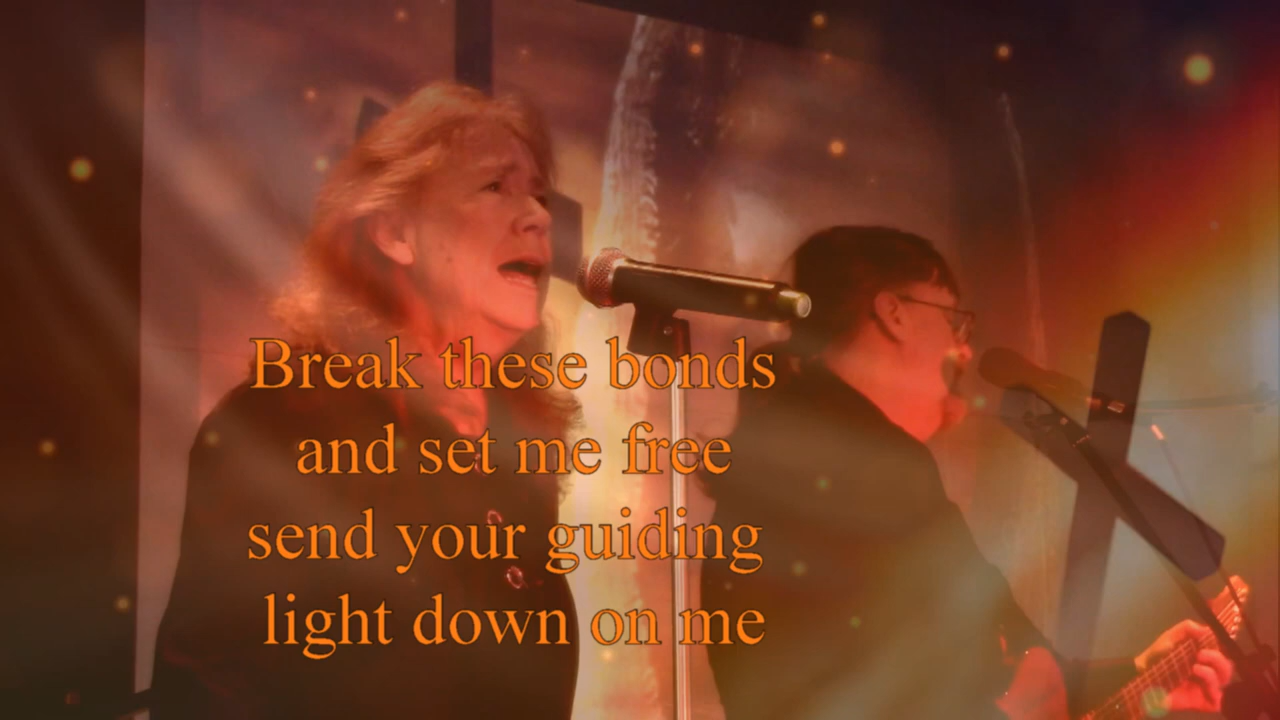 Break these bonds
and set me free
send your guiding
light down on me